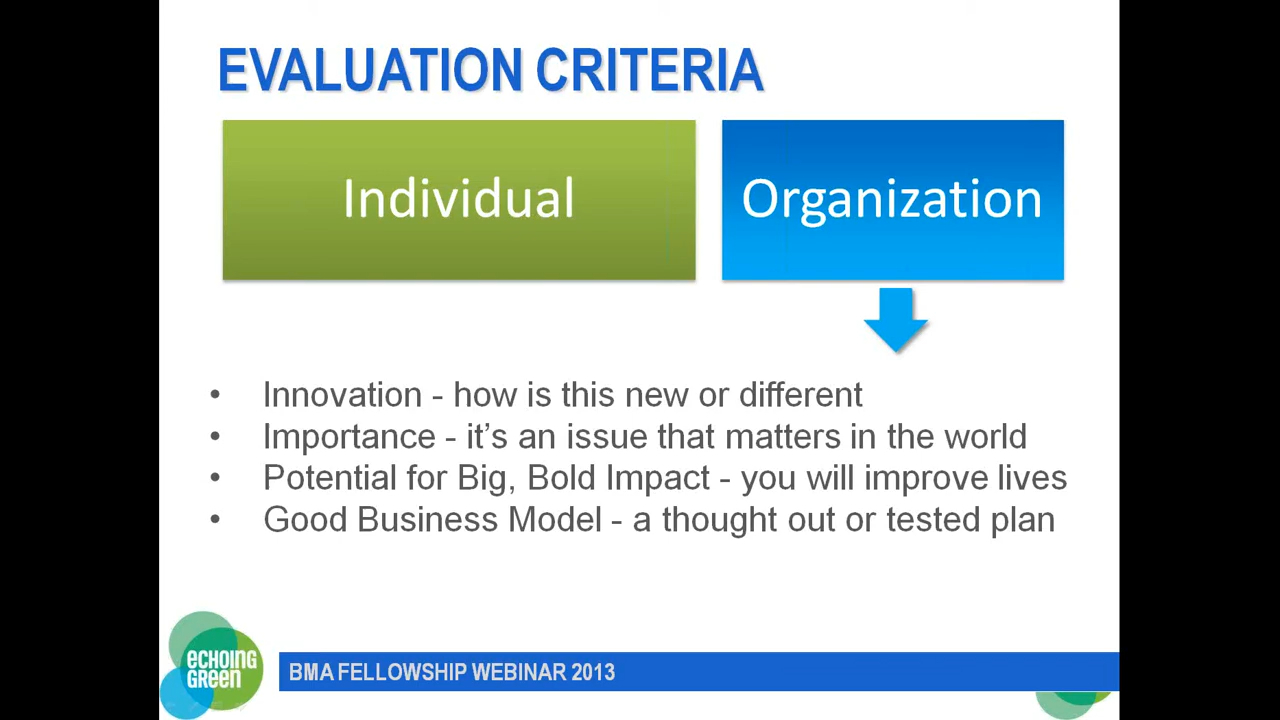 EVALUATION CRITERIA
Individual
Organization
• Innovation - how is this new or different
• Importance - it’s an issue that matters in the world
• Potential for Big, Bold Impact - you will improve lives
• Good Business Model - a thought out or tested plan
ECHOING
GREEN
BMA FELLOWSHIP WEBINAR 2013